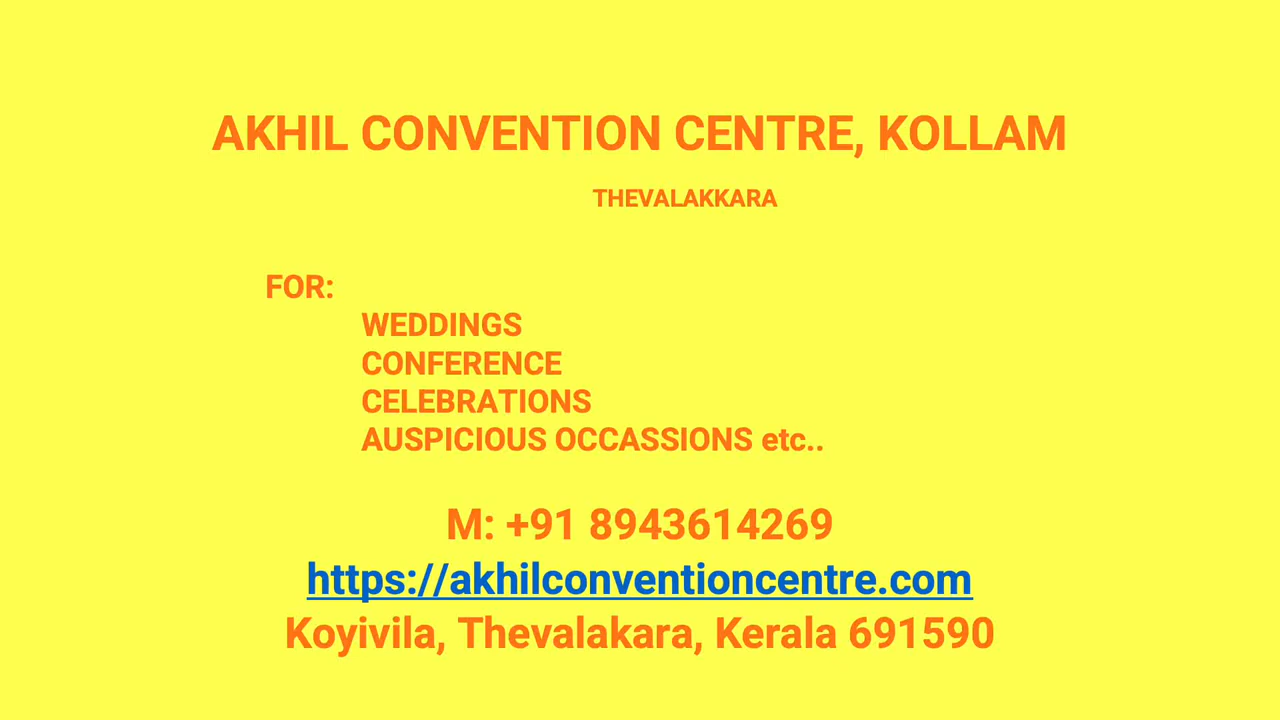 AKHIL CONVENTION CENTRE, KOLLAM
THEVALAKKARA
FOR:
WEDDINGS
CONFERENCE
CELEBRATIONS
AUSPICIOUS OCCASSIONS etc..
M: +91 8943614269
https://akhilconventioncentre.com
Koyivila, Thevalakara, Kerala 691590